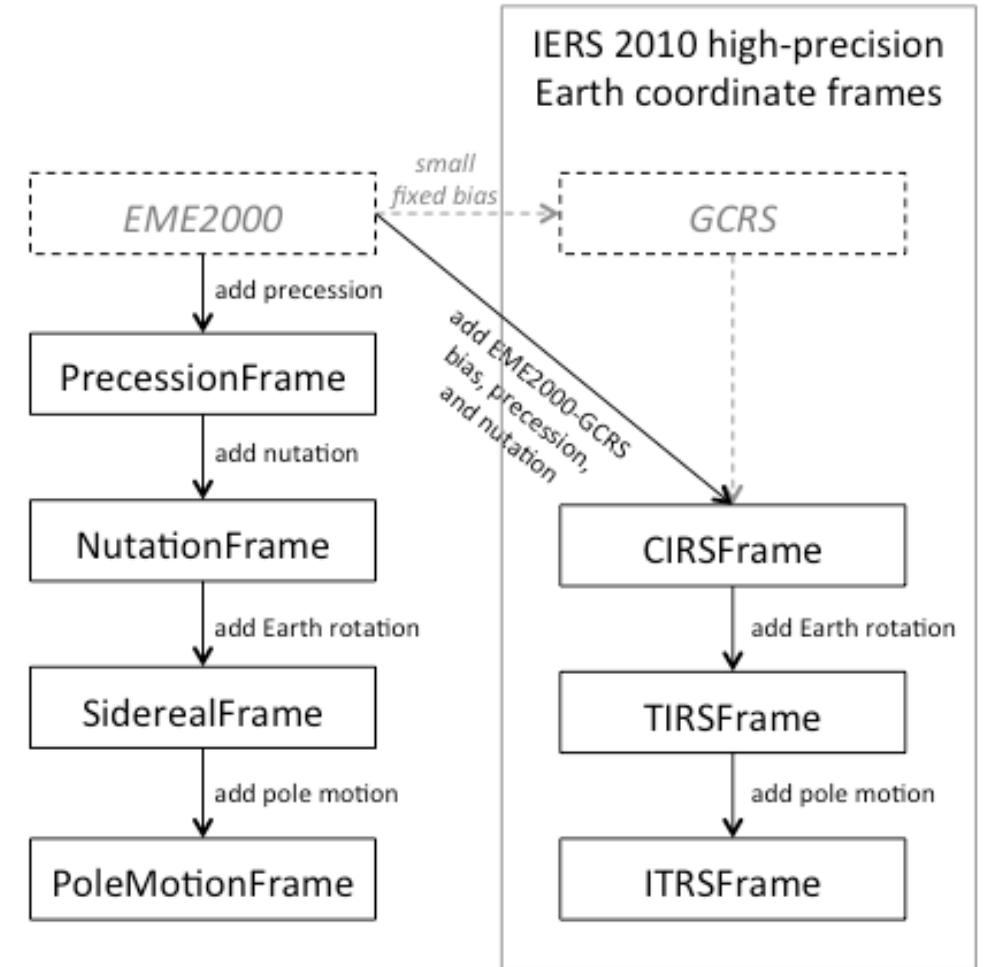 IERS 2010 high-precision
Earth coordinate frames
small
fixed bias
EME2000
GCRS
add precession
add EME2000-GCRS
bias, precession,
and nutation
PrecessionFrame
add nutation
NutationFrame
CIRSFrame
add Earth rotation
add Earth rotation
SiderealFrame
TIRSFrame
add pole motion
add pole motion
PoleMotionFrame
ITRSFrame